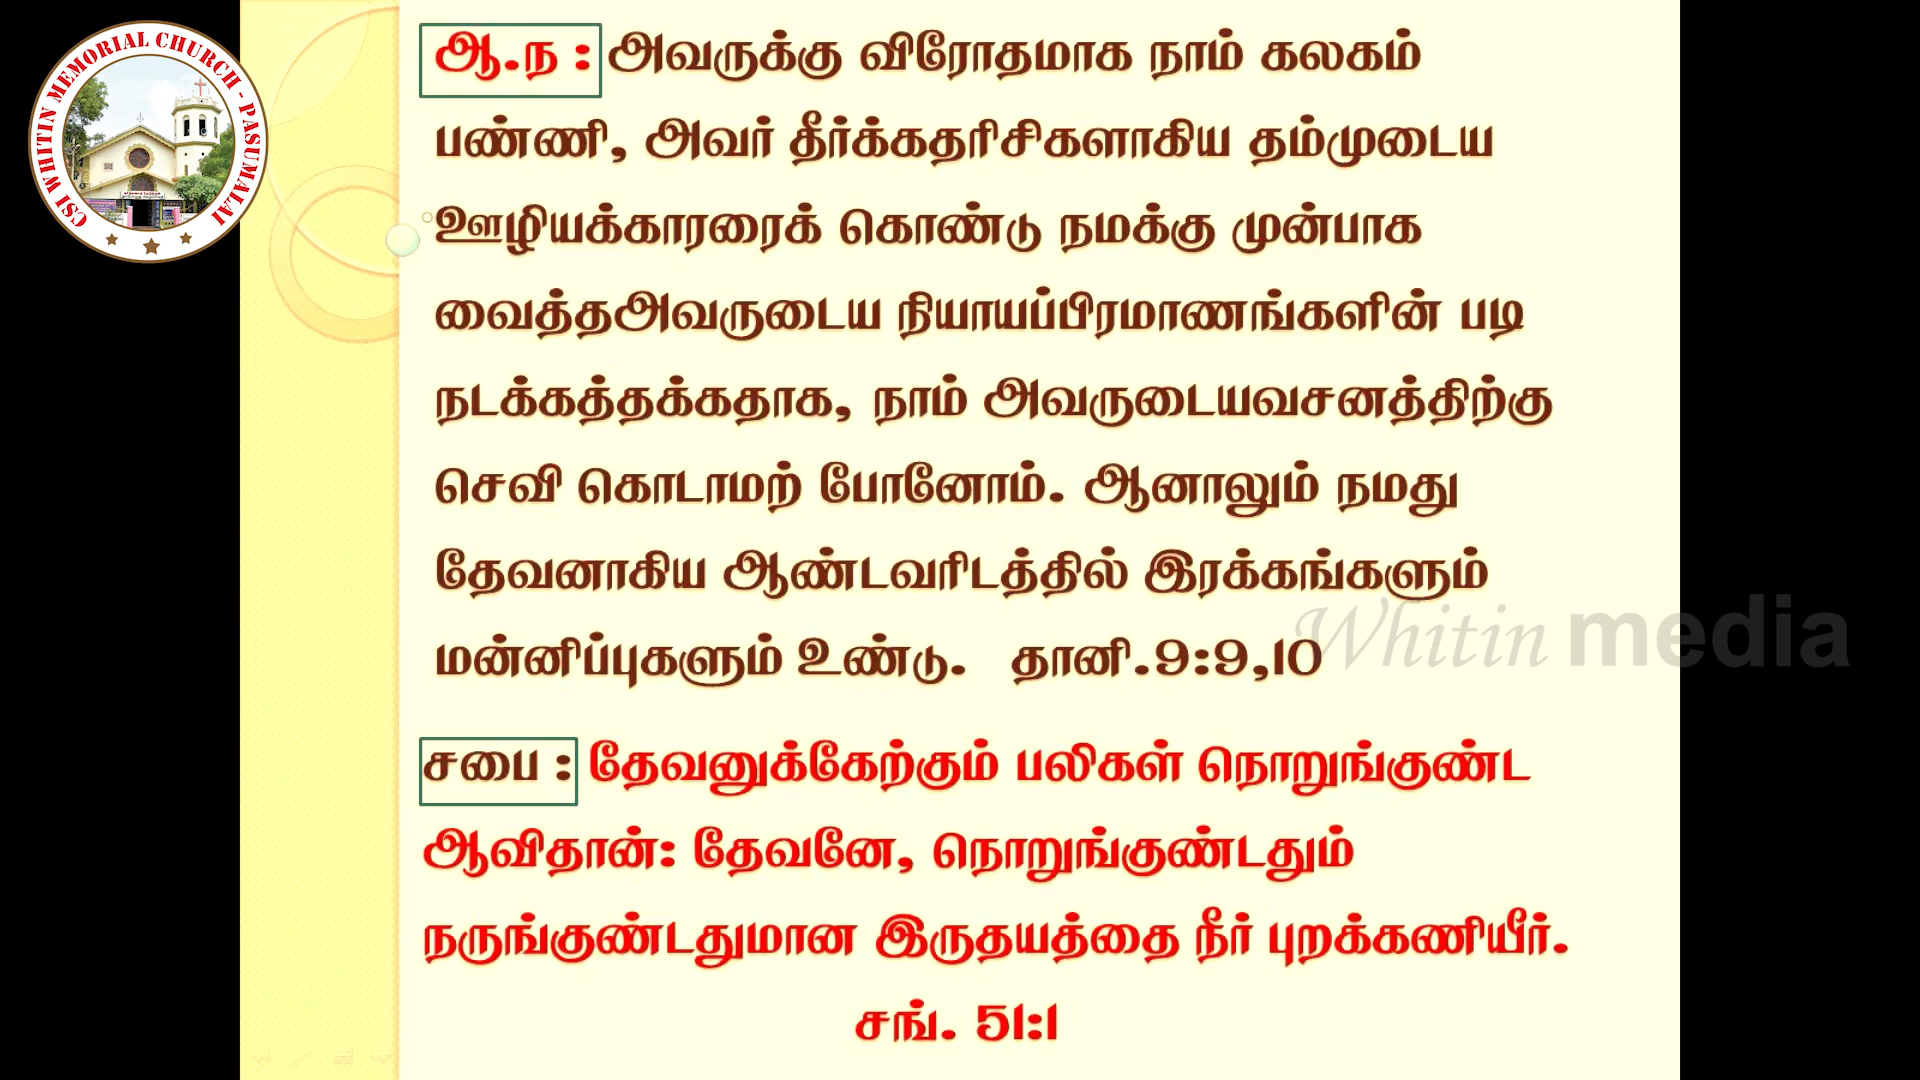 CSI WHITIN MEMORIAL CHURCH - PASUMALAI
ஆ.ந : அவருக்கு விரோதமாக நாம் கலகம்
பண்ணி, அவர் தீர்க்கதரிசிகளாகிய தம்முடைய
ஊழியக்காரரைக் கொண்டு நமக்கு முன்பாக
வைத்தஅவருடைய நியாயப்பிரமாணங்களின் படி
நடக்கத்தக்கதாக, நாம் அவருடையவசனத்திற்கு
செவி கொடாமற் போனோம். ஆனாலும் நமது
தேவனாகிய ஆண்டவரிடத்தில் இரக்கங்களும்
மன்னிப்புகளும் உண்டு. தானி.9:9,10
Whitin media
சபை : தேவனுக்கேற்கும் பலிகள் நொறுங்குண்ட
ஆவிதான்: தேவனே, நொறுங்குண்டதும்
நருங்குண்டதுமான இருதயத்தை நீர் புறக்கணியீர்.
சங். 51:1